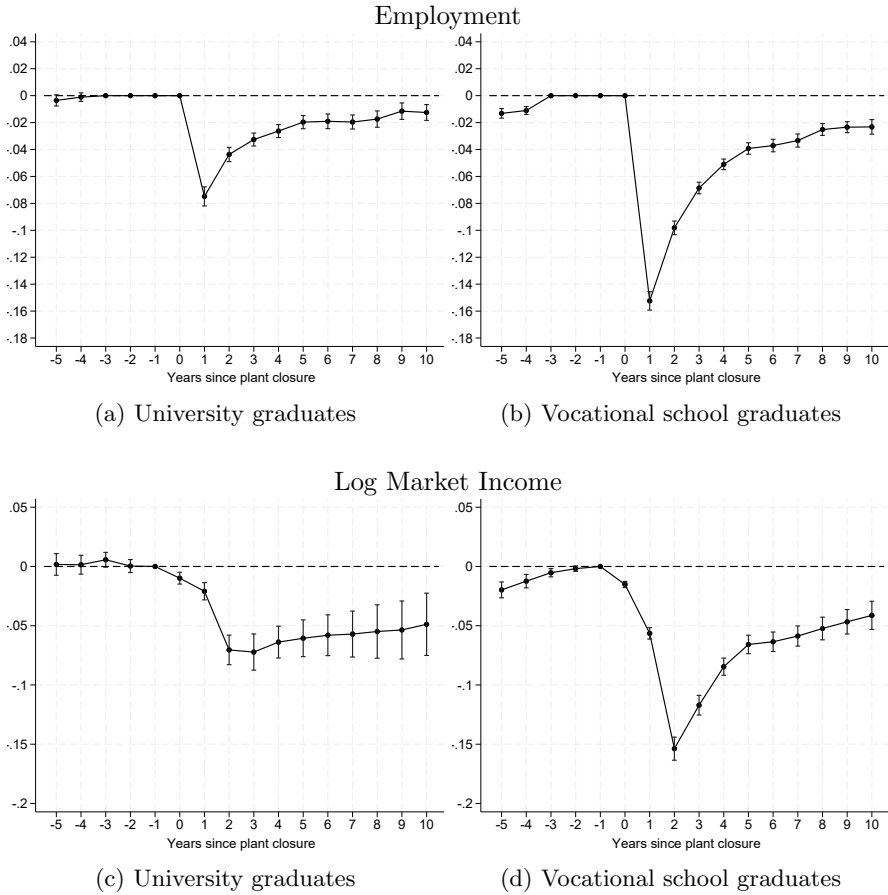 Employment
.04 .04
.02 .02
0 0
-.02 -.02
-.04 -.04
-.06 -.06
-.08 -.08
-.1 -.1
-.12 -.12
-.14 -.14
-.16 -.16
-.18 -.18
-5 -4 -3 -2 -1 0 1 2 3 4 5 6 7 8 9 10 -5 -4 -3 -2 -1 0 1 2 3 4 5 6 7 8 9 10
Years since plant closure Years since plant closure
(a) University graduates (b) Vocational school graduates
Log Market Income
.05 .05
0 0
-.05 -.05
-.1 -.1
-.15 -.15
-.2 -.2
-5 -4 -3 -2 -1 0 1 2 3 4 5 6 7 8 9 10 -5 -4 -3 -2 -1 0 1 2 3 4 5 6 7 8 9 10
Years since plant closure Years since plant closure
(c) University graduates (d) Vocational school graduates